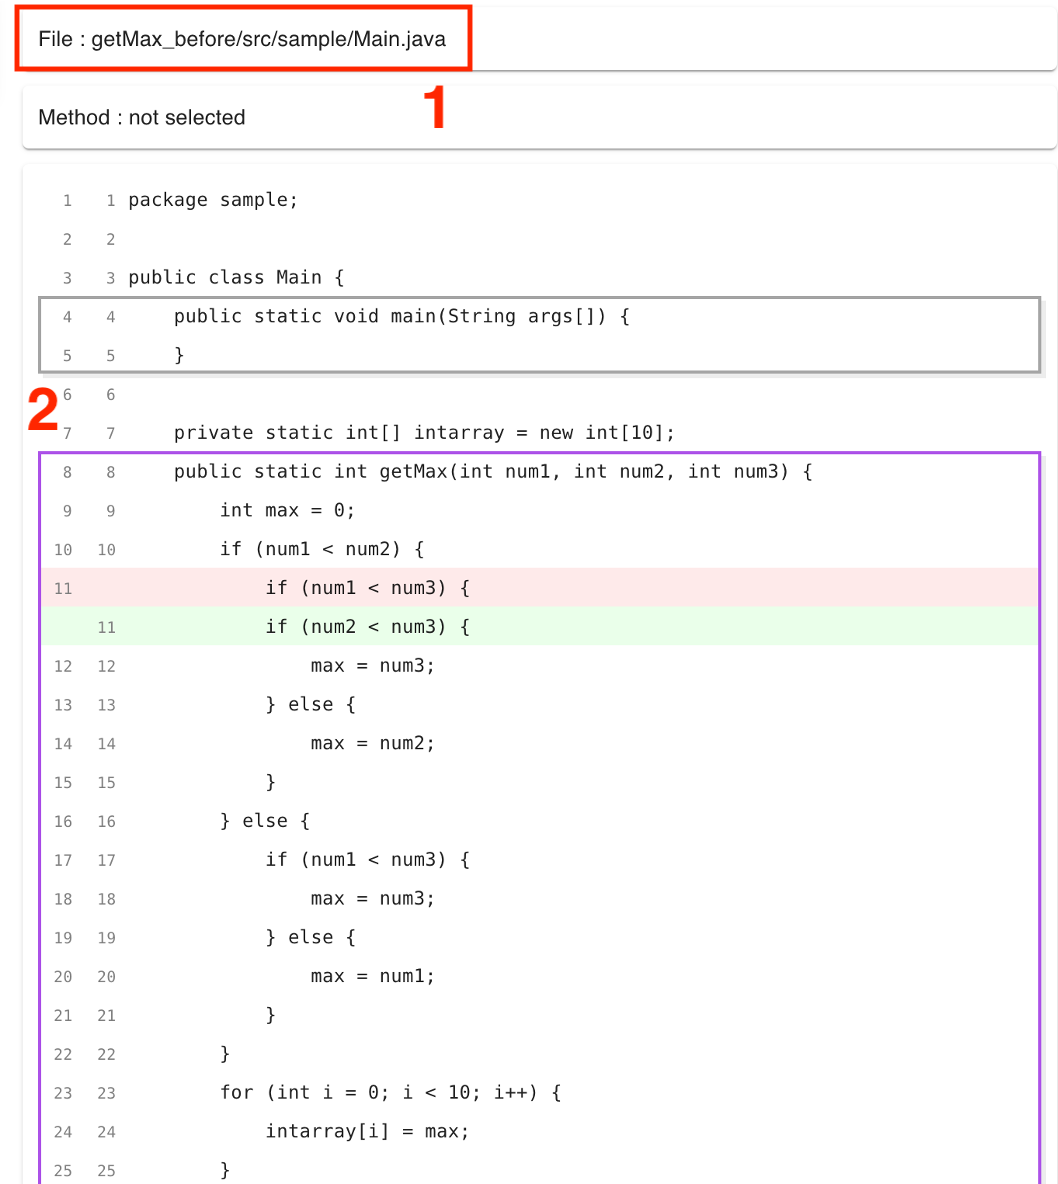 File : getMax_before/src/sample/Main.java
1
Method : not selected
1 1 package sample;
2 2
3 3 public class Main {
4 4     public static void main(String args[]) {
5 5     }
2
6 6
7 7     private static int[] intarray = new int[10];
8 8     public static int getMax(int num1, int num2, int num3) {
9 9         int max = 0;
10 10         if (num1 < num2) {
11             if (num1 < num3) {
11             if (num2 < num3) {
12 12                 max = num3;
13 13             } else {
14 14                 max = num2;
15 15             }
16 16         } else {
17 17             if (num1 < num3) {
18 18                 max = num3;
19 19             } else {
20 20                 max = num1;
21 21             }
22 22         }
23 23         for (int i = 0; i < 10; i++) {
24 24             intarray[i] = max;
25 25         }